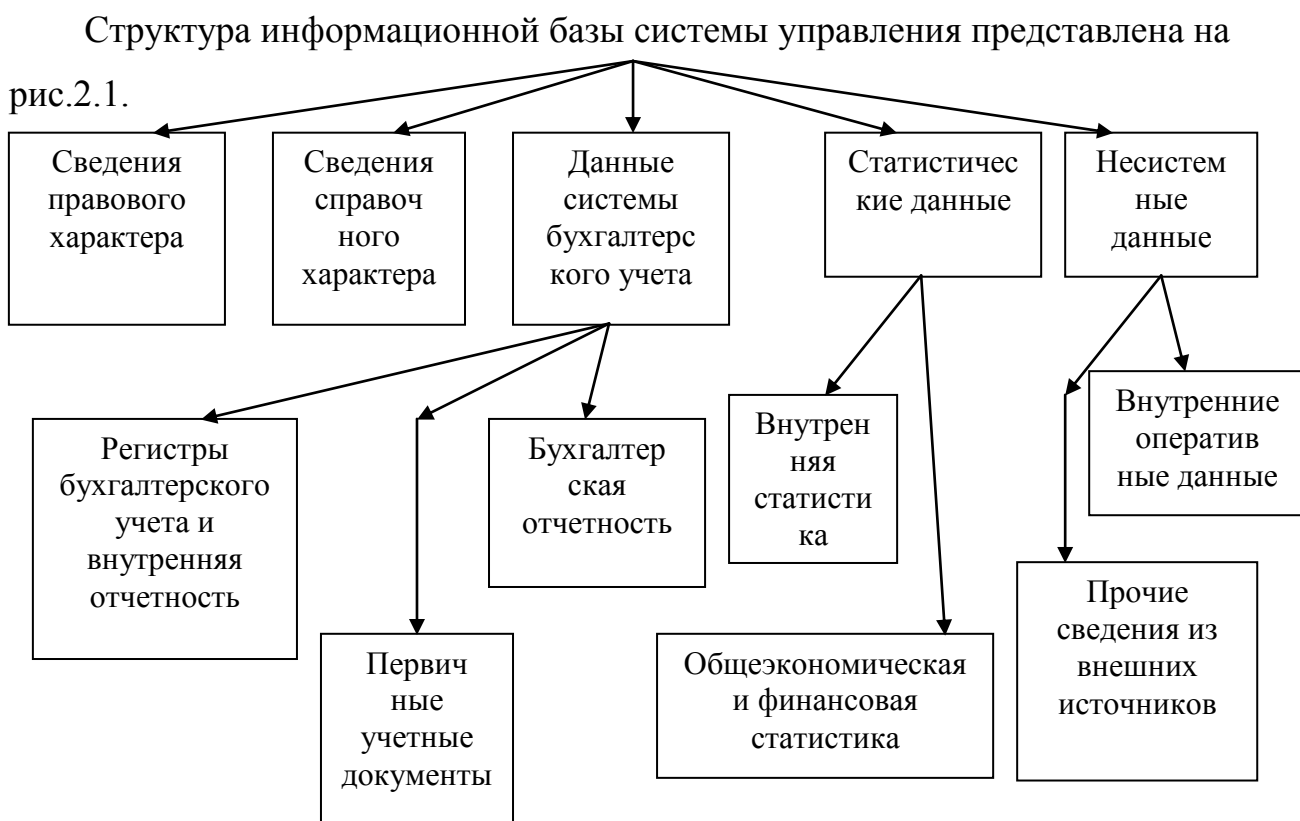 Структура информационной базы системы управления представлена на
рис.2.1.
Сведения
правового
характера
Сведения
справоч
ного
характера
Данные
системы
бухгалтерс
кого учета
Статистичес
кие данные
Несистем
ные
данные
Регистры
бухгалтерского
учета и
внутренняя
отчетность
Первич
ные
учетные
документы
Бухгалтер
ская
отчетность
Внутрен
няя
статисти
ка
Общеэкономическая
и финансовая
статистика
Прочие
сведения из
внешних
источников
Внутренние
оператив
ные данные